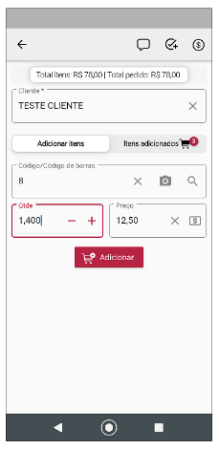 Total itens: R$ 78,00 | Total pedido: R$ 78,00
Cliente *
TESTE CLIENTE
Adicionar itens
Itens adicionados
Código/Código de barras
8
Qtde
1,400
Preço
12,50
Adicionar